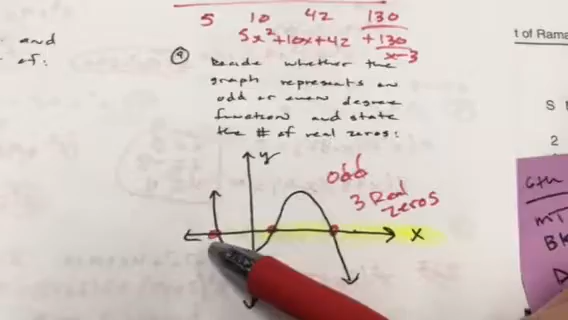 5 10 42 130
5x²+10x+42 +130
x-3
and
of:
④ Decide whether the
graph represents an
odd or even degree
function and state
the # of real zeros:
y
odd
3 Real
zeros
x
t of Rama
S
2
6th
mT
BK